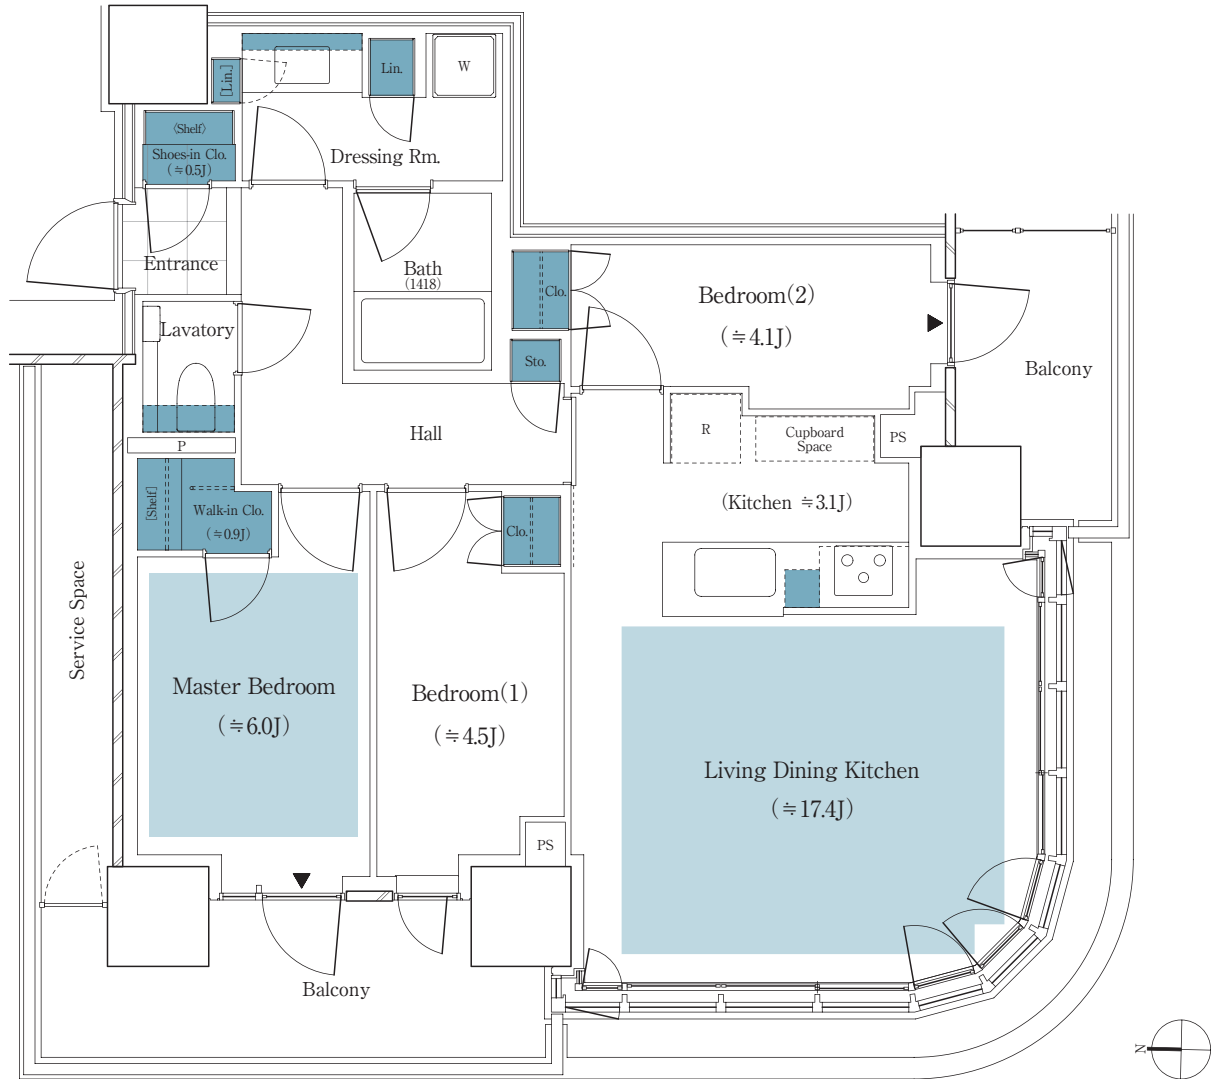 [Lin.]
Lin.
W
〈Shelf〉
Shoes-in Clo.
(≒0.5J)
Dressing Rm.
Entrance
Bath
(1418)
Clo.
Bedroom(2)
(≒4.1J)
Lavatory
Sto.
Balcony
Hall
R
Cupboard
Space
PS
P
[Shelf]
Walk-in Clo.
(≒0.9J)
Clo.
(Kitchen ≒3.1J)
Service Space
Master Bedroom
(≒6.0J)
Bedroom(1)
(≒4.5J)
Living Dining Kitchen
(≒17.4J)
PS
Balcony
N